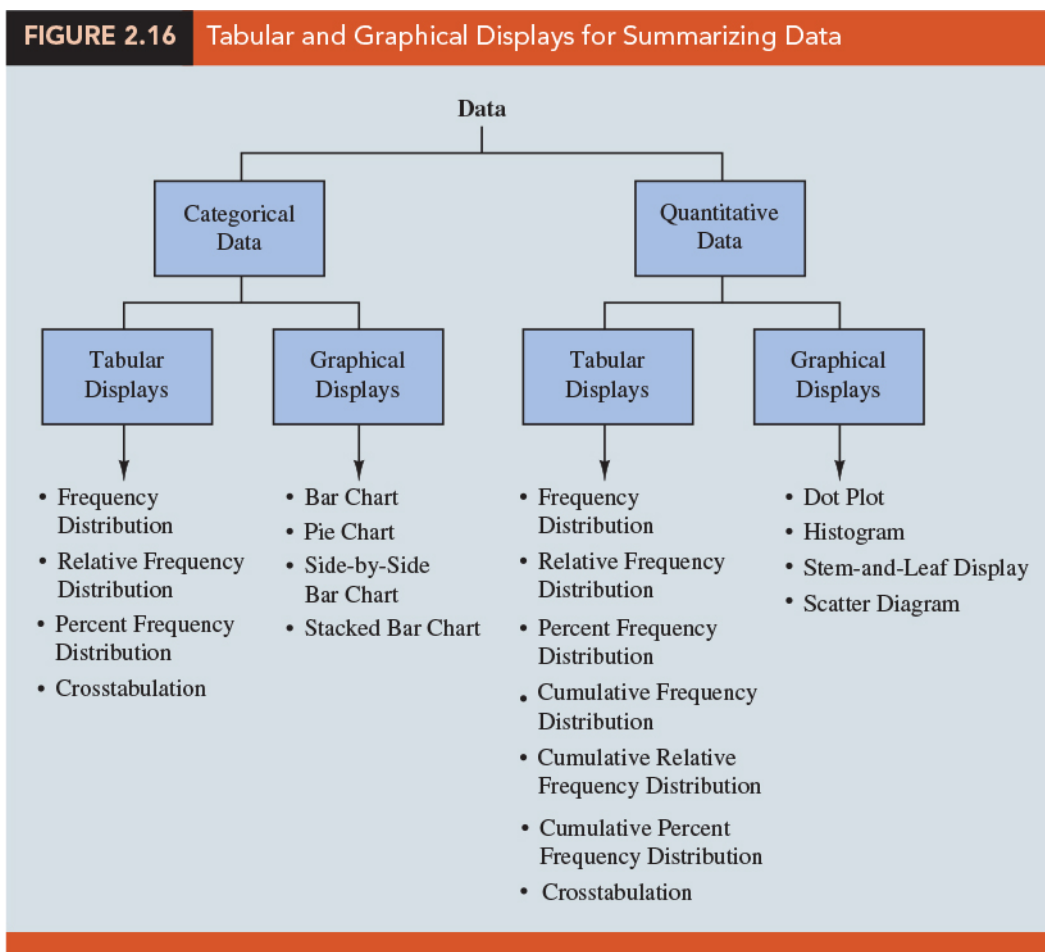 FIGURE 2.16 Tabular and Graphical Displays for Summarizing Data
Data
Categorical
Data
Quantitative
Data
Tabular
Displays
Graphical
Displays
Tabular
Displays
Graphical
Displays
• Frequency
Distribution
• Relative Frequency
Distribution
• Percent Frequency
Distribution
• Crosstabulation
• Bar Chart
• Pie Chart
• Side-by-Side
Bar Chart
• Stacked Bar Chart
• Frequency
Distribution
• Relative Frequency
Distribution
• Percent Frequency
Distribution
• Cumulative Frequency
Distribution
• Cumulative Relative
Frequency Distribution
• Cumulative Percent
Frequency Distribution
• Crosstabulation
• Dot Plot
• Histogram
• Stem-and-Leaf Display
• Scatter Diagram